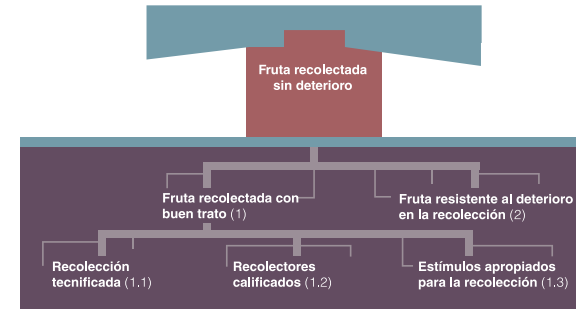 Fruta recolectada
sin deterioro
Fruta recolectada con
buen trato (1)
Fruta resistente al deterioro
en la recolección (2)
Recolección
tecnificada (1.1)
Recolectores
calificados (1.2)
Estímulos apropiados
para la recolección (1.3)